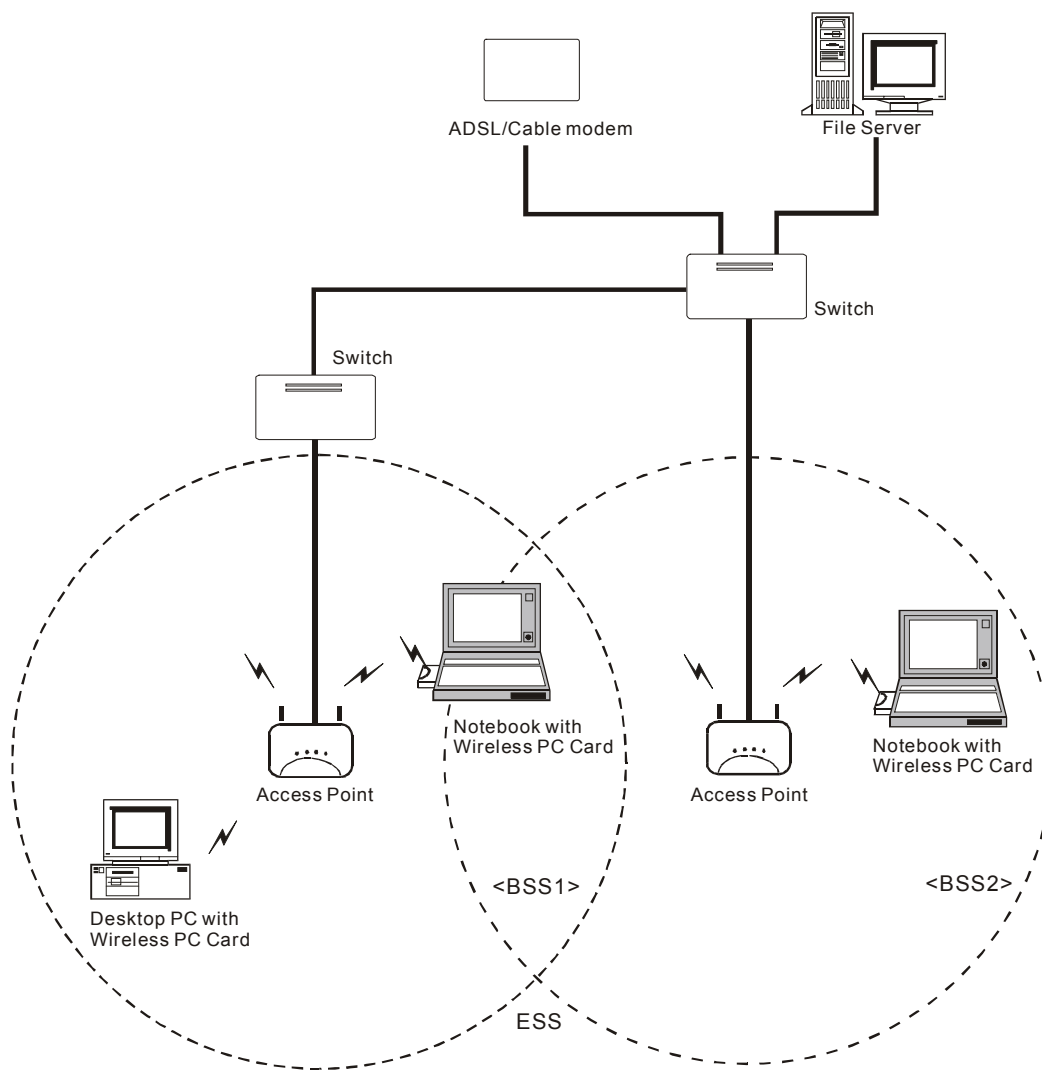 ADSL/Cable modem
File Server
Switch
Switch
Notebook with
Wireless PC Card
Notebook with
Wireless PC Card
Access Point
Access Point
<BSS1>
<BSS2>
Desktop PC with
Wireless PC Card
ESS